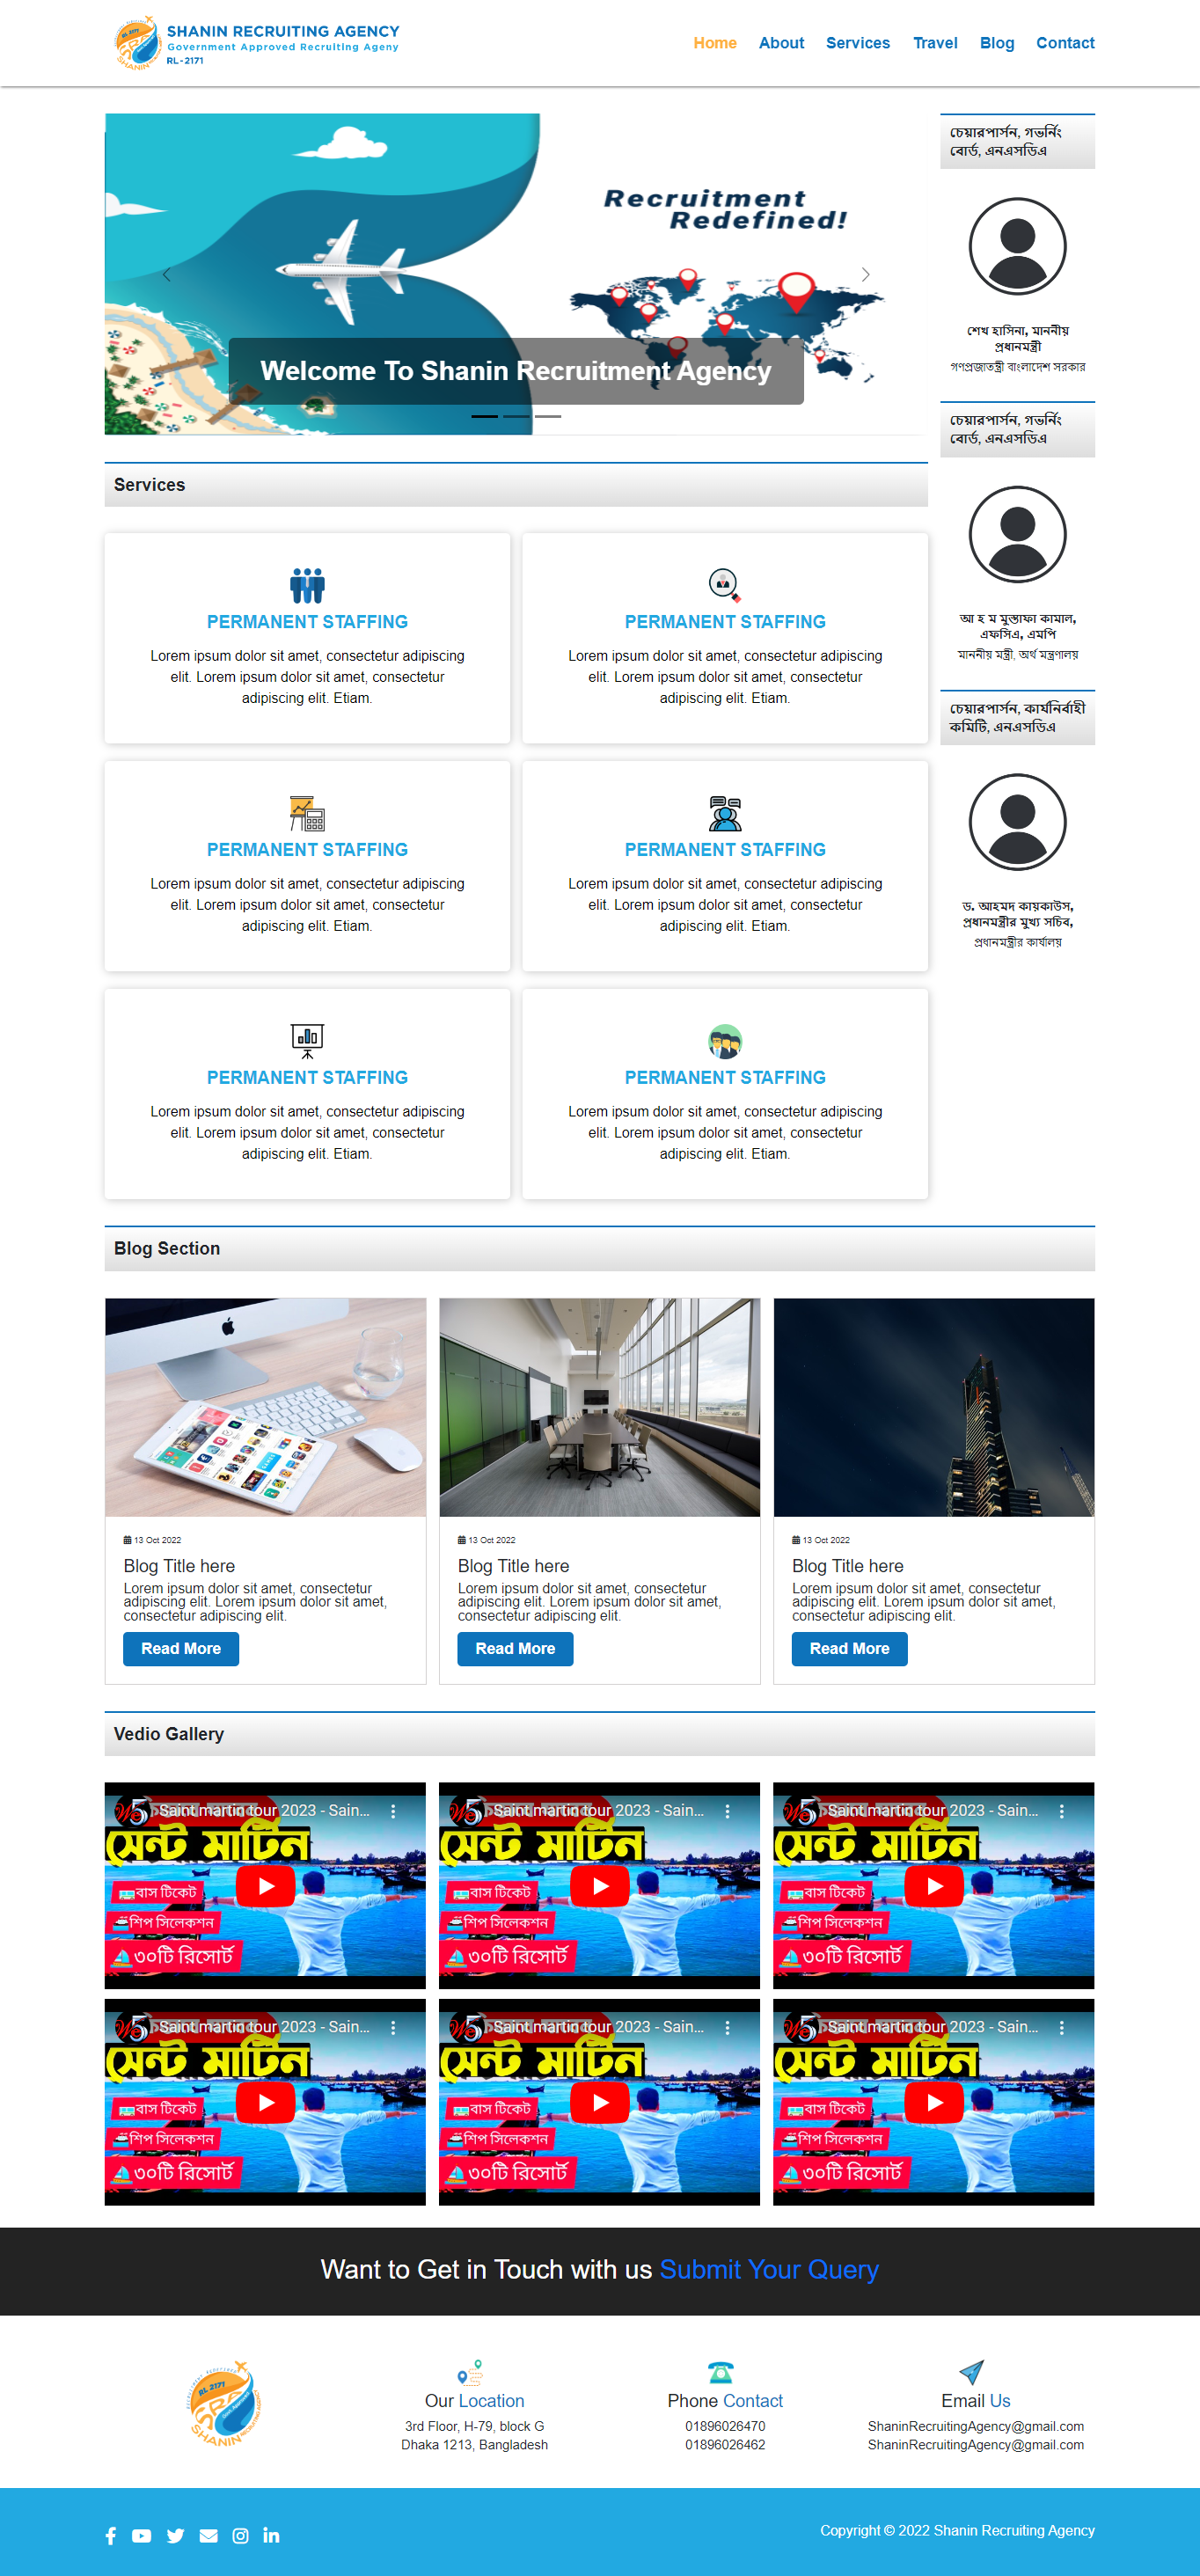 SHANIN RECRUITING AGENCY
Government Approved Recruiting Ageny
RL-2171
Home About Services Travel Blog Contact
Recruitment
Redefined!
Welcome To Shanin Recruitment Agency
চেয়ারপার্সন, গভর্নিং
বোর্ড, এনএসডিএ
শেখ হাসিনা, মাননীয়
প্রধানমন্ত্রী
গণপ্রজাতন্ত্রী বাংলাদেশ সরকার
চেয়ারপার্সন, গভর্নিং
বোর্ড, এনএসডিএ
আ হ ম মুস্তাফা কামাল,
এফসিএ, এমপি
মাননীয় মন্ত্রী, অর্থ মন্ত্রণালয়
চেয়ারপার্সন, কার্যনির্বাহী
কমিটি, এনএসডিএ
ড. আহমদ কায়কাউস,
প্রধানমন্ত্রীর মুখ্য সচিব,
প্রধানমন্ত্রীর কার্যালয়
Services
PERMANENT STAFFING
Lorem ipsum dolor sit amet, consectetur adipiscing
elit. Lorem ipsum dolor sit amet, consectetur
adipiscing elit. Etiam.
PERMANENT STAFFING
Lorem ipsum dolor sit amet, consectetur adipiscing
elit. Lorem ipsum dolor sit amet, consectetur
adipiscing elit. Etiam.
PERMANENT STAFFING
Lorem ipsum dolor sit amet, consectetur adipiscing
elit. Lorem ipsum dolor sit amet, consectetur
adipiscing elit. Etiam.
PERMANENT STAFFING
Lorem ipsum dolor sit amet, consectetur adipiscing
elit. Lorem ipsum dolor sit amet, consectetur
adipiscing elit. Etiam.
PERMANENT STAFFING
Lorem ipsum dolor sit amet, consectetur adipiscing
elit. Lorem ipsum dolor sit amet, consectetur
adipiscing elit. Etiam.
PERMANENT STAFFING
Lorem ipsum dolor sit amet, consectetur adipiscing
elit. Lorem ipsum dolor sit amet, consectetur
adipiscing elit. Etiam.
Blog Section
13 Oct 2022
Blog Title here
Lorem ipsum dolor sit amet, consectetur
adipiscing elit. Lorem ipsum dolor sit amet,
consectetur adipiscing elit.
Read More
13 Oct 2022
Blog Title here
Lorem ipsum dolor sit amet, consectetur
adipiscing elit. Lorem ipsum dolor sit amet,
consectetur adipiscing elit.
Read More
13 Oct 2022
Blog Title here
Lorem ipsum dolor sit amet, consectetur
adipiscing elit. Lorem ipsum dolor sit amet,
consectetur adipiscing elit.
Read More
Vedio Gallery
Saint martin tour 2023 - Sain...
সেন্ট মার্টিন
বাস টিকেট
শিপ সিলেকশন
৩০টি রিসোর্ট
Saint martin tour 2023 - Sain...
সেন্ট মার্টিন
বাস টিকেট
শিপ সিলেকশন
৩০টি রিসোর্ট
Saint martin tour 2023 - Sain...
সেন্ট মার্টিন
বাস টিকেট
শিপ সিলেকশন
৩০টি রিসোর্ট
Saint martin tour 2023 - Sain...
সেন্ট মার্টিন
বাস টিকেট
শিপ সিলেকশন
৩০টি রিসোর্ট
Saint martin tour 2023 - Sain...
সেন্ট মার্টিন
বাস টিকেট
শিপ সিলেকশন
৩০টি রিসোর্ট
Saint martin tour 2023 - Sain...
সেন্ট মার্টিন
বাস টিকেট
শিপ সিলেকশন
৩০টি রিসোর্ট
Want to Get in Touch with us Submit Your Query
RL 2171
SHANIN
Our Location
3rd Floor, H-79, block G
Dhaka 1213, Bangladesh
Phone Contact
01896026470
01896026462
Email Us
ShaninRecruitingAgency@gmail.com
ShaninRecruitingAgency@gmail.com
Copyright © 2022 Shanin Recruiting Agency